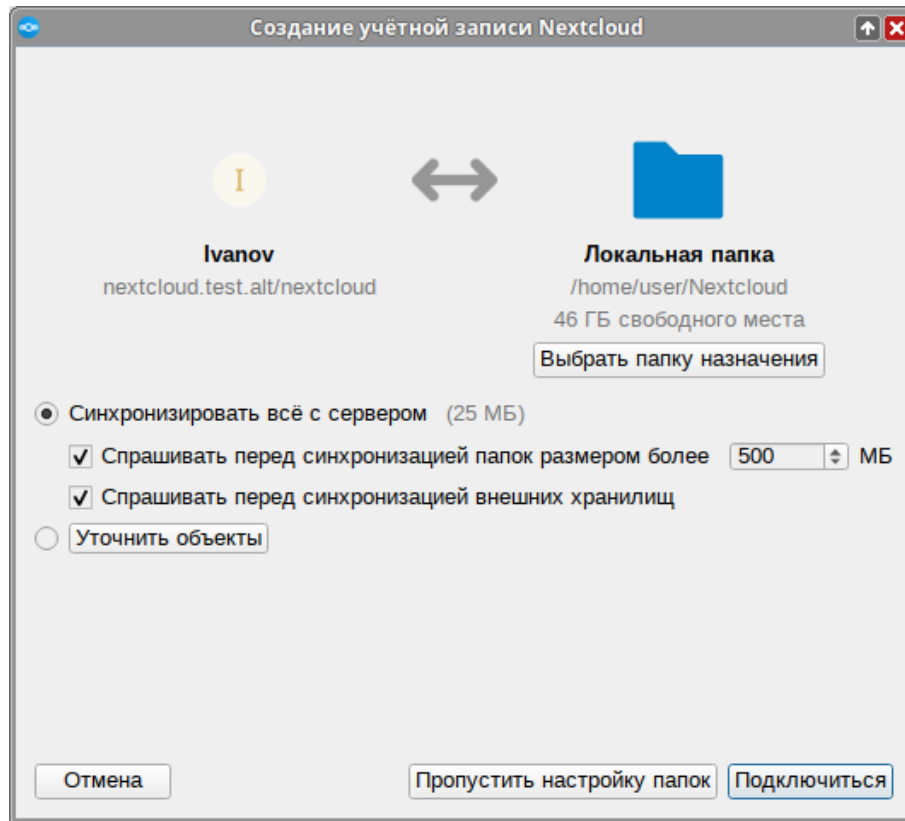 Создание учётной записи Nextcloud
I
Ivanov
nextcloud.test.alt/nextcloud
Локальная папка
/home/user/Nextcloud
46 ГБ свободного места
Выбрать папку назначения
Синхронизировать всё с сервером (25 МБ)
Спрашивать перед синхронизацией папок размером более 500 МБ
Спрашивать перед синхронизацией внешних хранилищ
Уточнить объекты
Отмена Пропустить настройку папок Подключиться